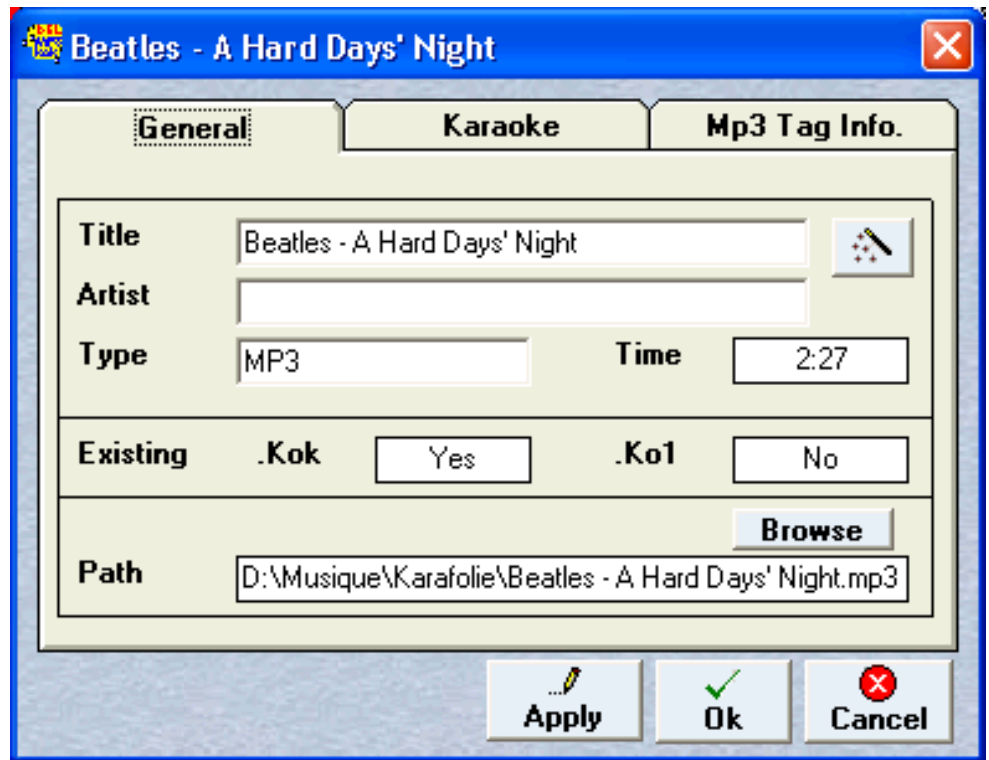 Beatles - A Hard Days' Night
General Karaoke Mp3 Tag Info.
Title Beatles - A Hard Days' Night
Artist
Type MP3 Time 2:27
Existing .Kok Yes .Ko1 No
Browse
Path D:\Musique\Karafolie\Beatles - A Hard Days' Night.mp3
Apply Ok Cancel